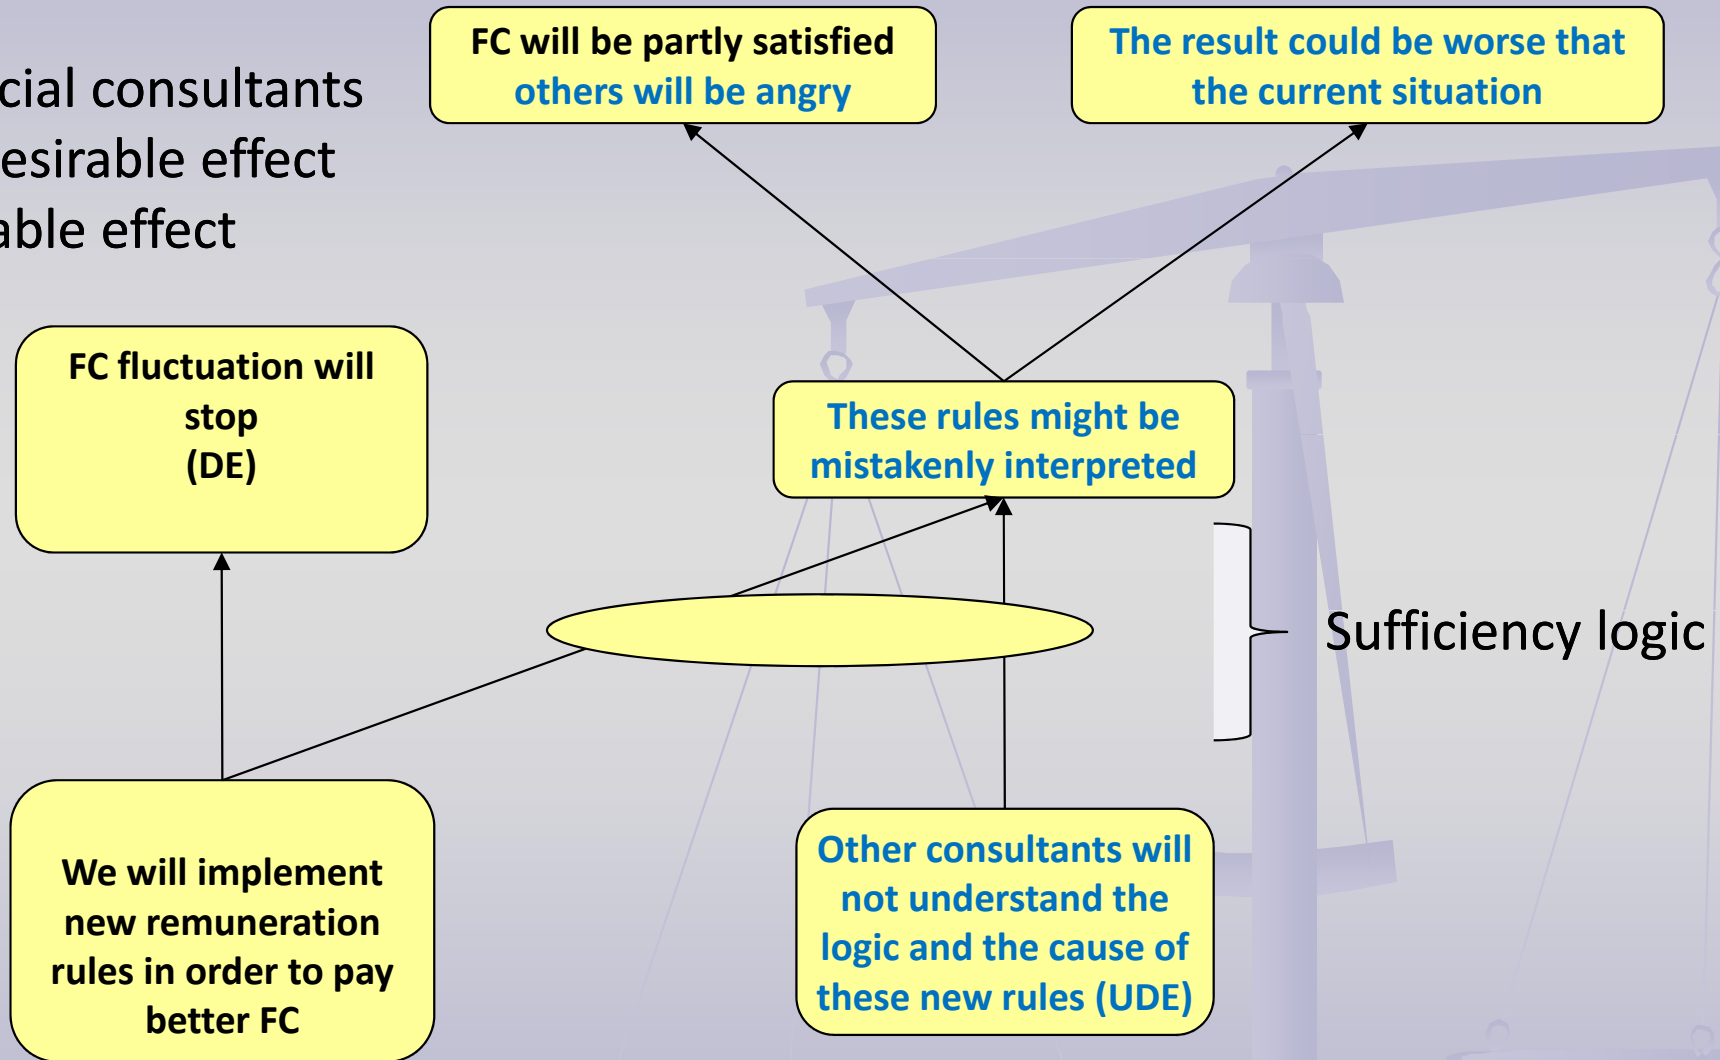 FC will be partly satisfied
others will be angry
The result could be worse that
the current situation
cial consultants
esirable effect
able effect
FC fluctuation will
stop
(DE)
These rules might be
mistakenly interpreted
Sufficiency logic
We will implement
new remuneration
rules in order to pay
better FC
Other consultants will
not understand the
logic and the cause of
these new rules (UDE)